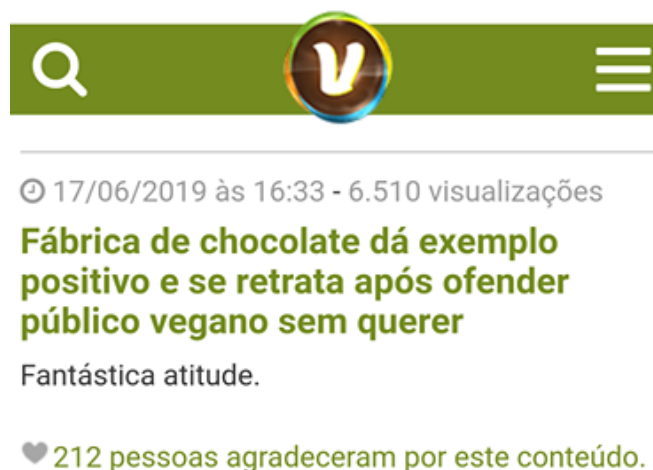 V
17/06/2019 às 16:33 - 6.510 visualizações
Fábrica de chocolate dá exemplo
positivo e se retrata após ofender
público vegano sem querer
Fantástica atitude.
212 pessoas agradeceram por este conteúdo.